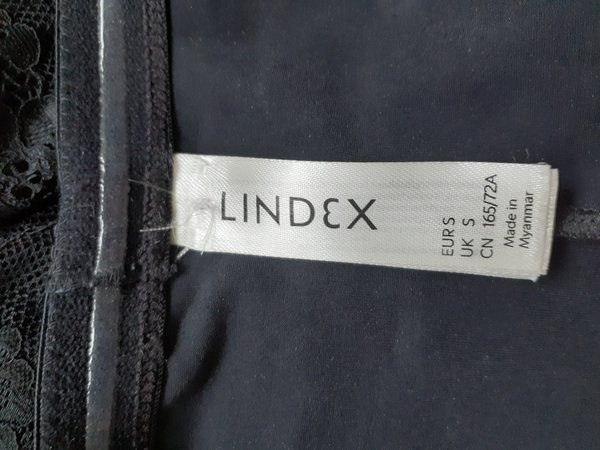 LINDEX
EUR S
UK S
CN 165/72A
Made in
Myanmar